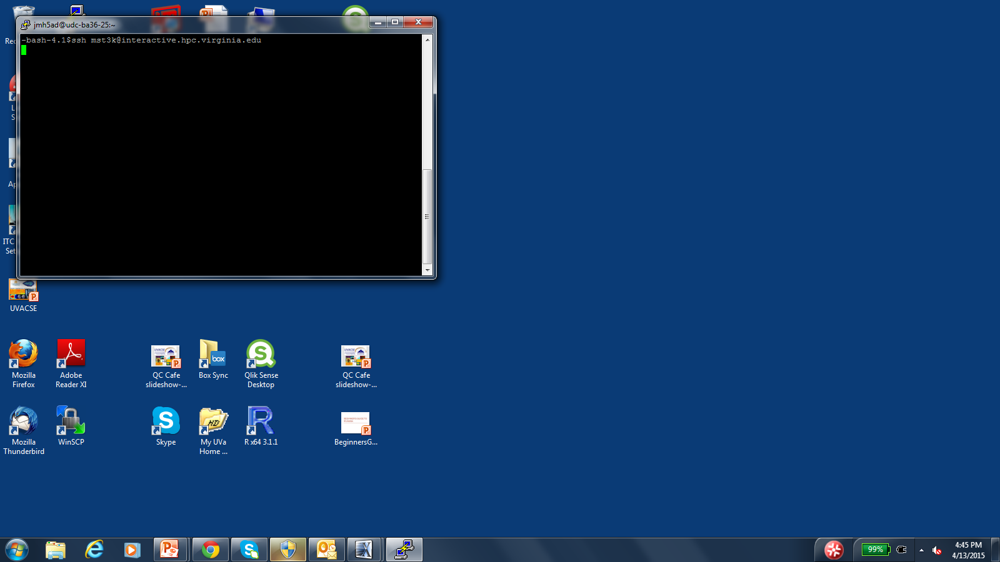 jmh5ad@udc-ba36-25:~
-bash-4.1$ssh mst3k@interactive.hpc.virginia.edu
Rec
L
S
Ap
ITC
Set
UVACSE
Mozilla
Firefox
Adobe
Reader XI
QC Cafe
slideshow-...
Box Sync
box
Qlik Sense
Desktop
QC Cafe
slideshow-...
Mozilla
Thunderbird
WinSCP
Skype
My UVa
Home ...
HD
R x64 3.1.1
BeginnersG...
99%
4:45 PM
4/13/2015